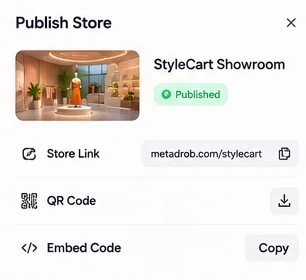 Publish Store
StyleCart Showroom
Published
Store Link
metadrob.com/stylecart
QR Code
Embed Code
Copy